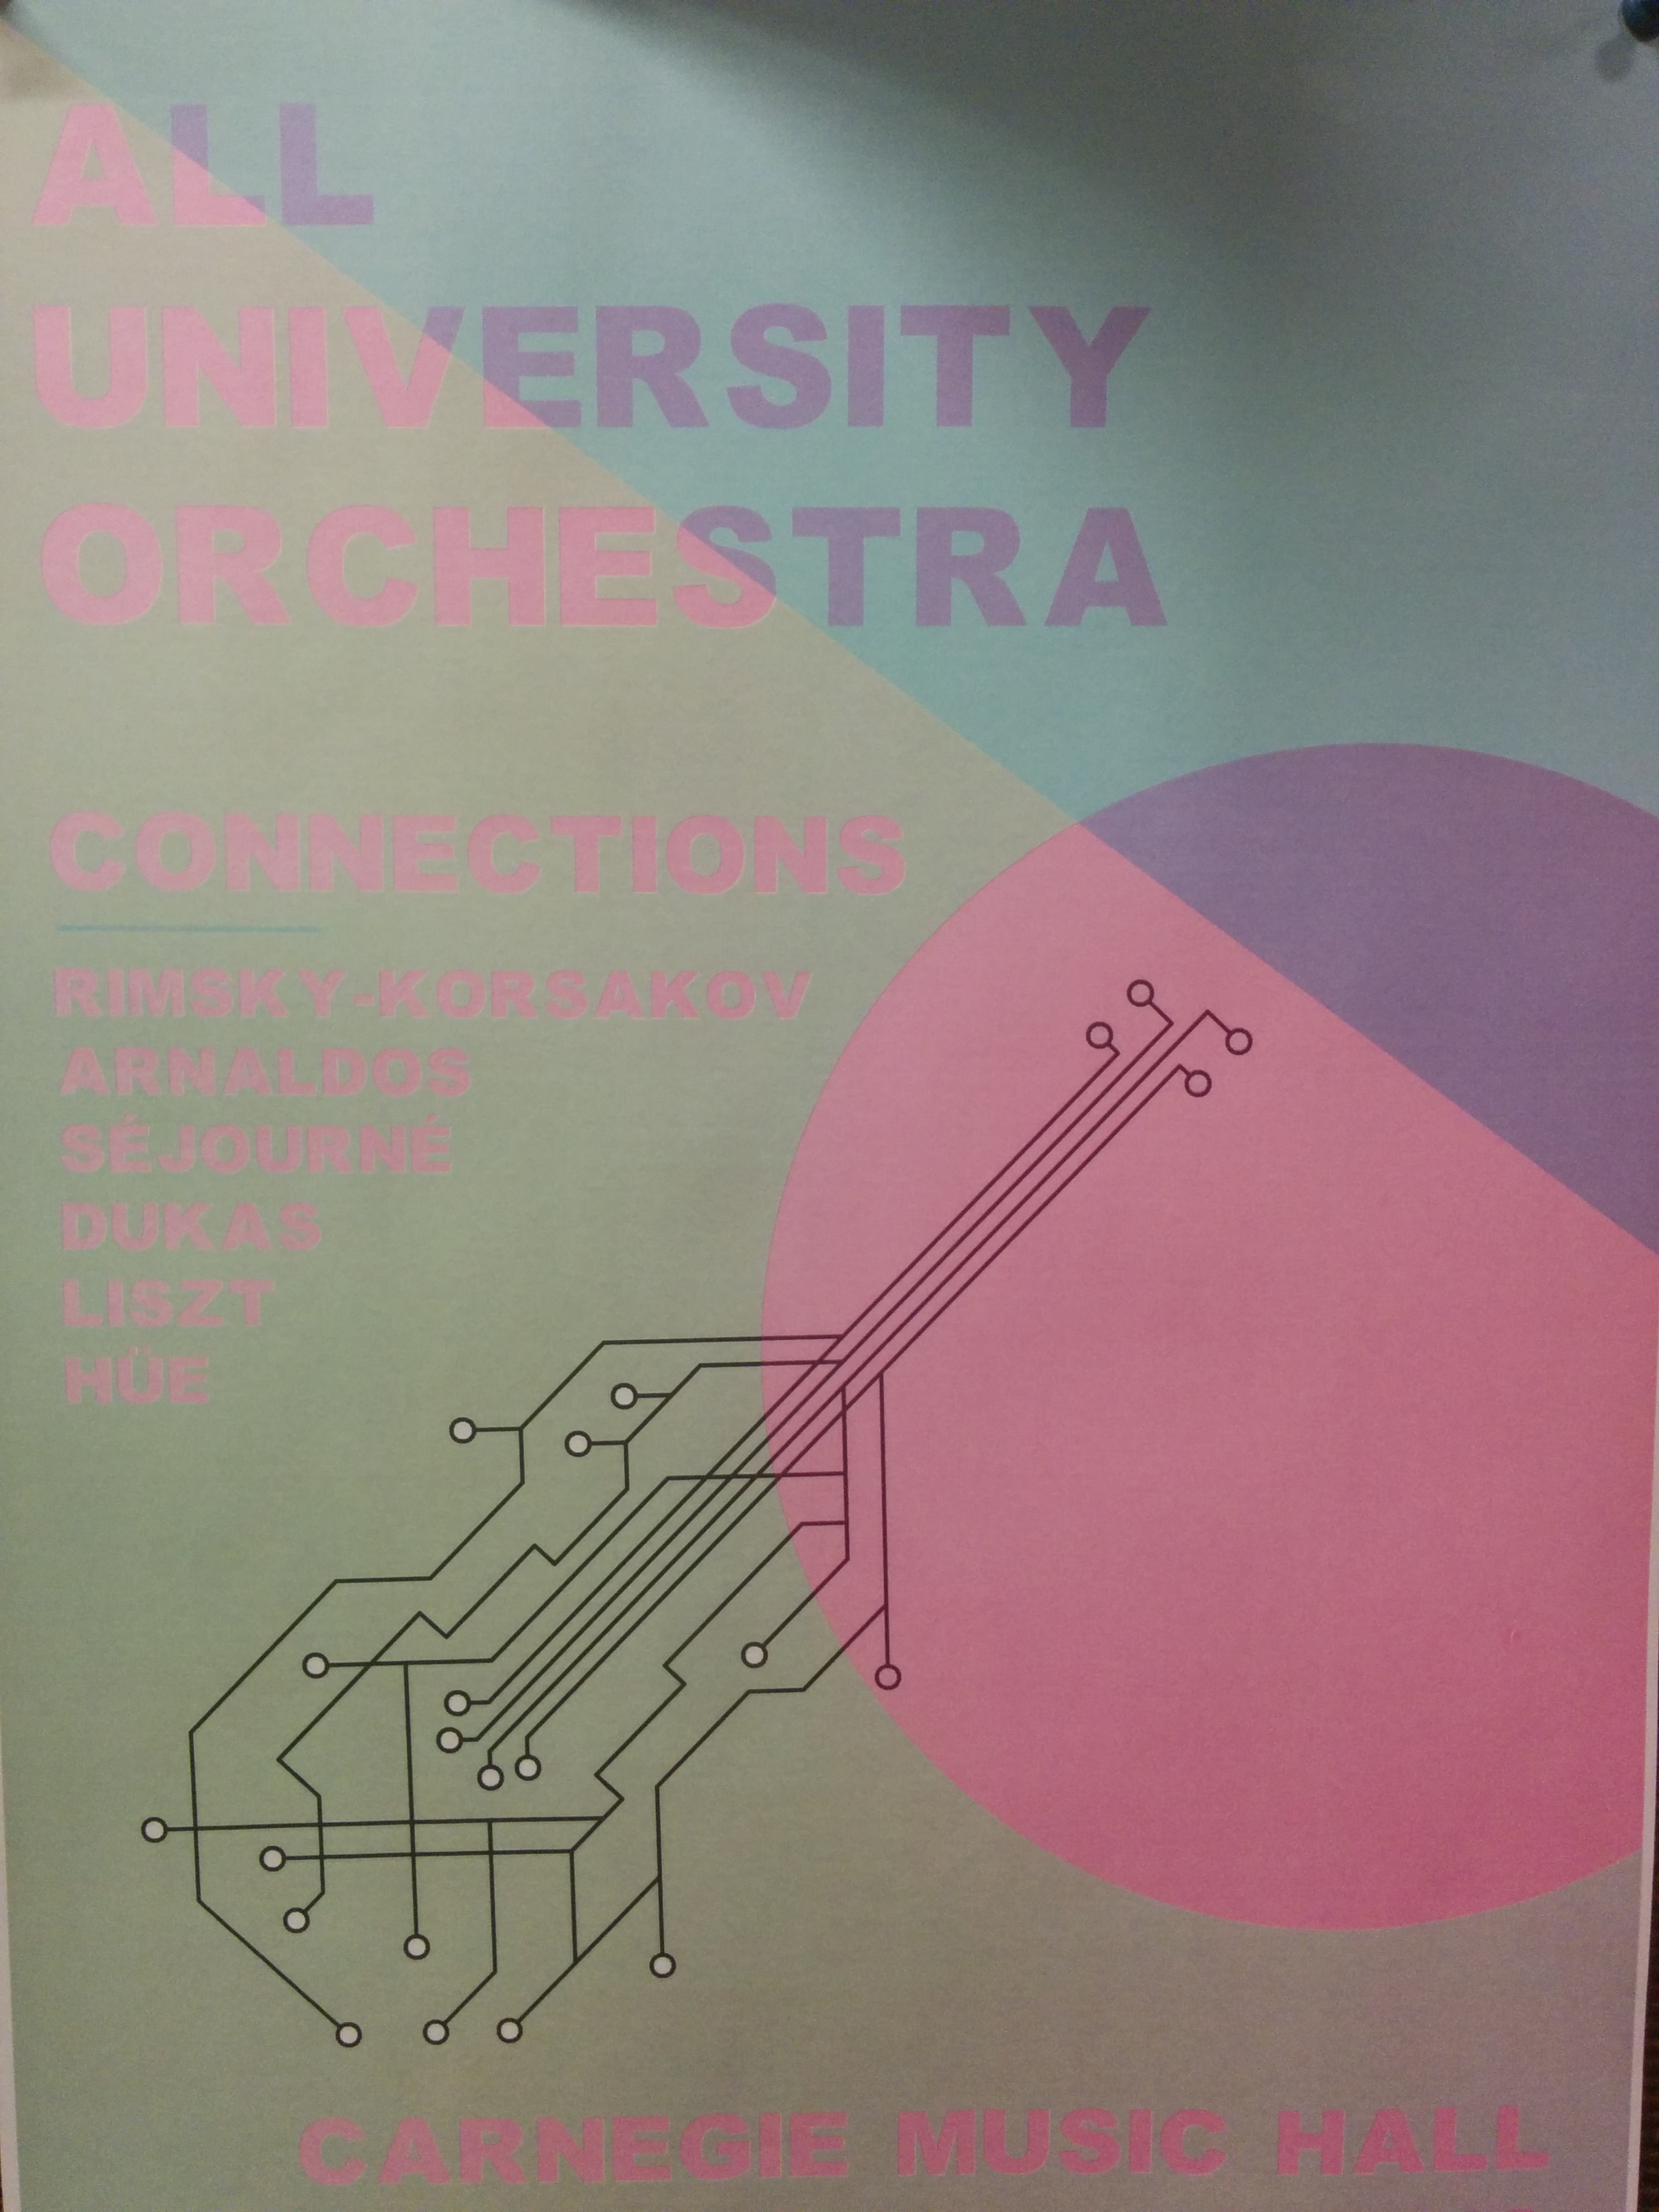 ALL
UNIVERSITY
ORCHESTRA
CONNECTIONS
RIMSKY-KORSAKOV
ARNALDOS
SÉJOURNÉ
DUKAS
LISZT
HÜE
CARNEGIE MUSIC HALL